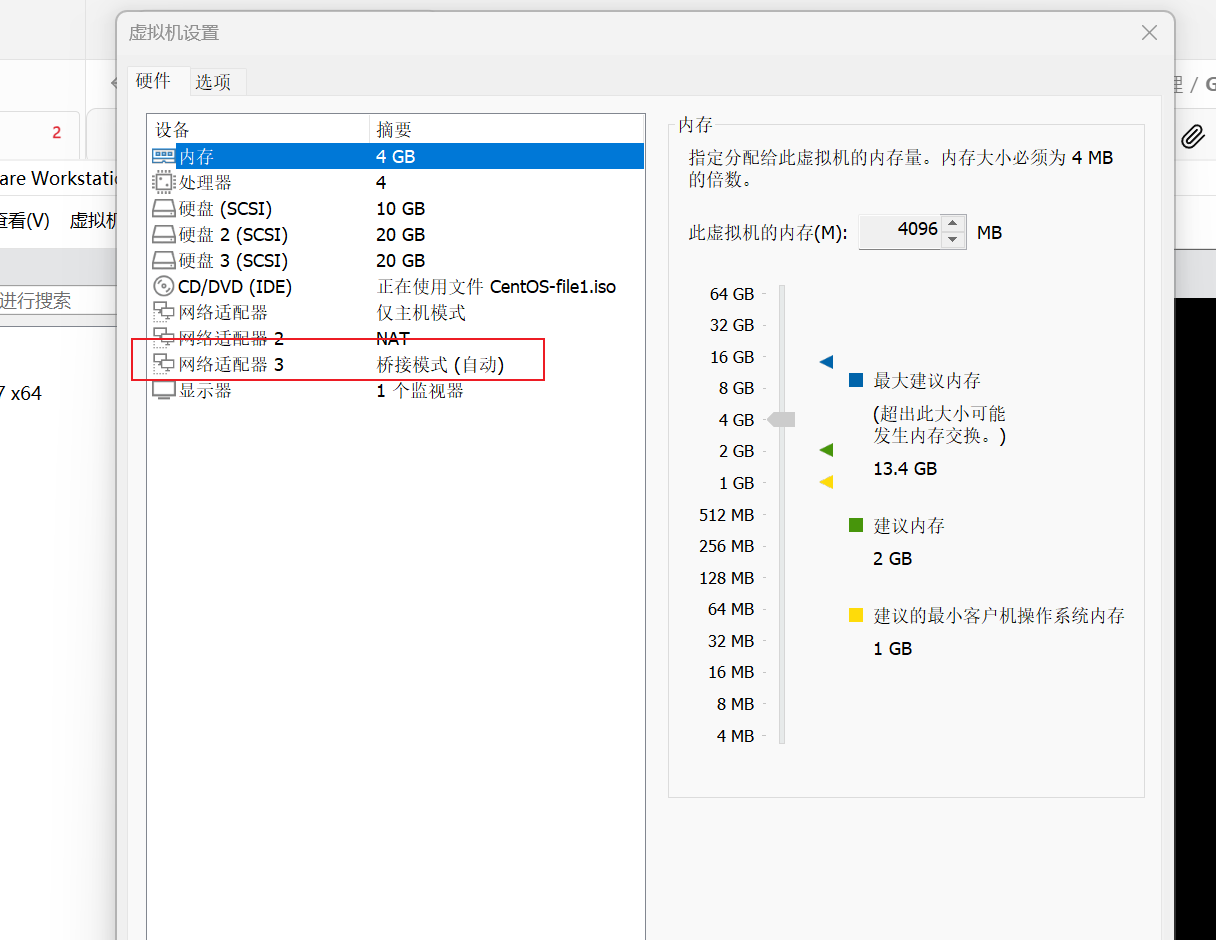 虚拟机设置
硬件
选项
2
are Workstatio
查看(V) 虚拟机
进行搜索
7 x64
理 / G
设备 摘要
内存 4 GB
处理器 4
硬盘 (SCSI) 10 GB
硬盘 2 (SCSI) 20 GB
硬盘 3 (SCSI) 20 GB
CD/DVD (IDE) 正在使用文件 CentOS-file1.iso
网络适配器 仅主机模式
网络适配器 2 NAT
网络适配器 3 桥接模式 (自动)
显示器 1 个监视器
内存
指定分配给此虚拟机的内存量。内存大小必须为 4 MB
的倍数。
此虚拟机的内存(M): 4096 MB
64 GB
32 GB
16 GB
8 GB
4 GB
2 GB
1 GB
512 MB
256 MB
128 MB
64 MB
32 MB
16 MB
8 MB
4 MB
最大建议内存
(超出此大小可能
发生内存交换。)
13.4 GB
建议内存
2 GB
建议的最小客户机操作系统内存
1 GB